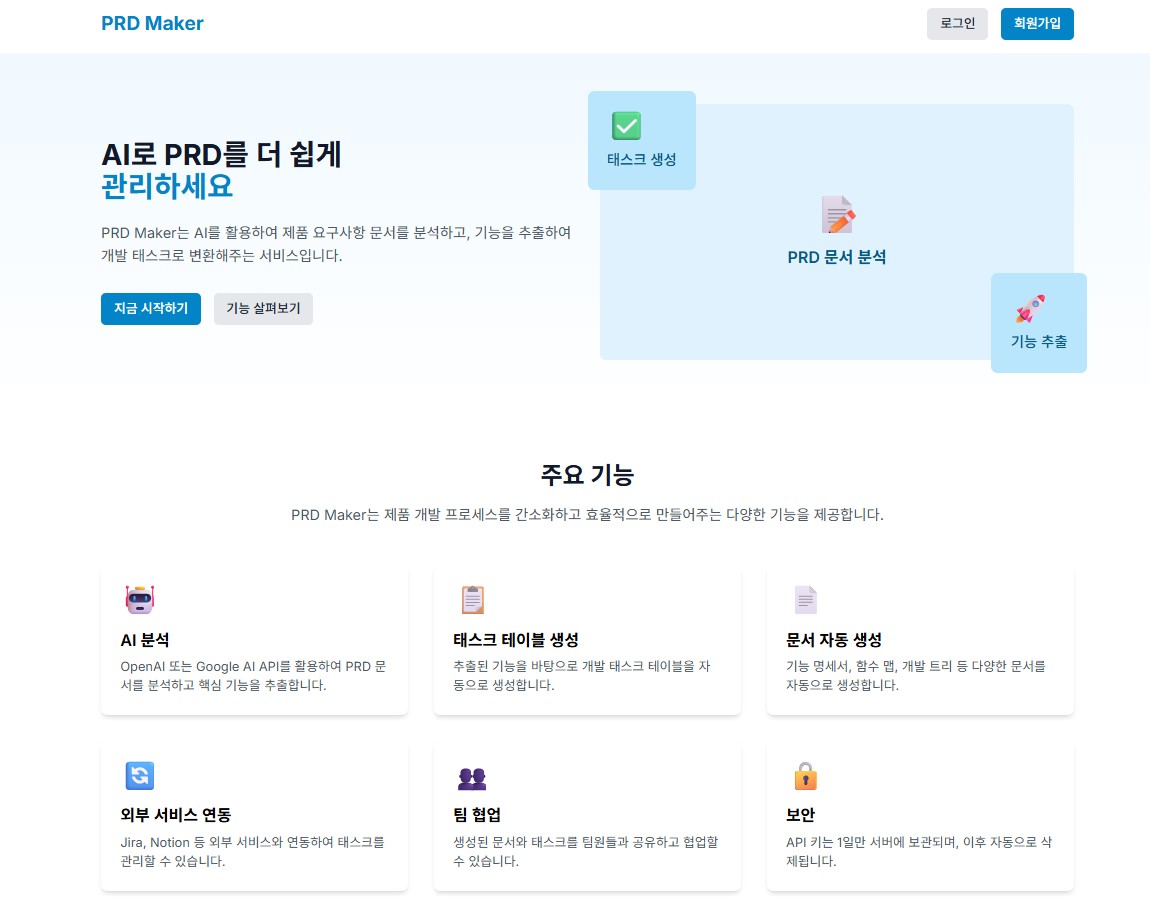 PRD Maker
로그인
회원가입
AI로 PRD를 더 쉽게
관리하세요
PRD Maker는 AI를 활용하여 제품 요구사항 문서를 분석하고, 기능을 추출하여
개발 태스크로 변환해주는 서비스입니다.
지금 시작하기
기능 살펴보기
태스크 생성
PRD 문서 분석
기능 추출
주요 기능
PRD Maker는 제품 개발 프로세스를 간소화하고 효율적으로 만들어주는 다양한 기능을 제공합니다.
AI 분석
OpenAI 또는 Google AI API를 활용하여 PRD 문
서를 분석하고 핵심 기능을 추출합니다.
태스크 테이블 생성
추출된 기능을 바탕으로 개발 태스크 테이블을 자
동으로 생성합니다.
문서 자동 생성
기능 명세서, 함수 맵, 개발 트리 등 다양한 문서를
자동으로 생성합니다.
외부 서비스 연동
Jira, Notion 등 외부 서비스와 연동하여 태스크를
관리할 수 있습니다.
팀 협업
생성된 문서와 태스크를 팀원들과 공유하고 협업할
수 있습니다.
보안
API 키는 1일만 서버에 보관되며, 이후 자동으로 삭
제됩니다.